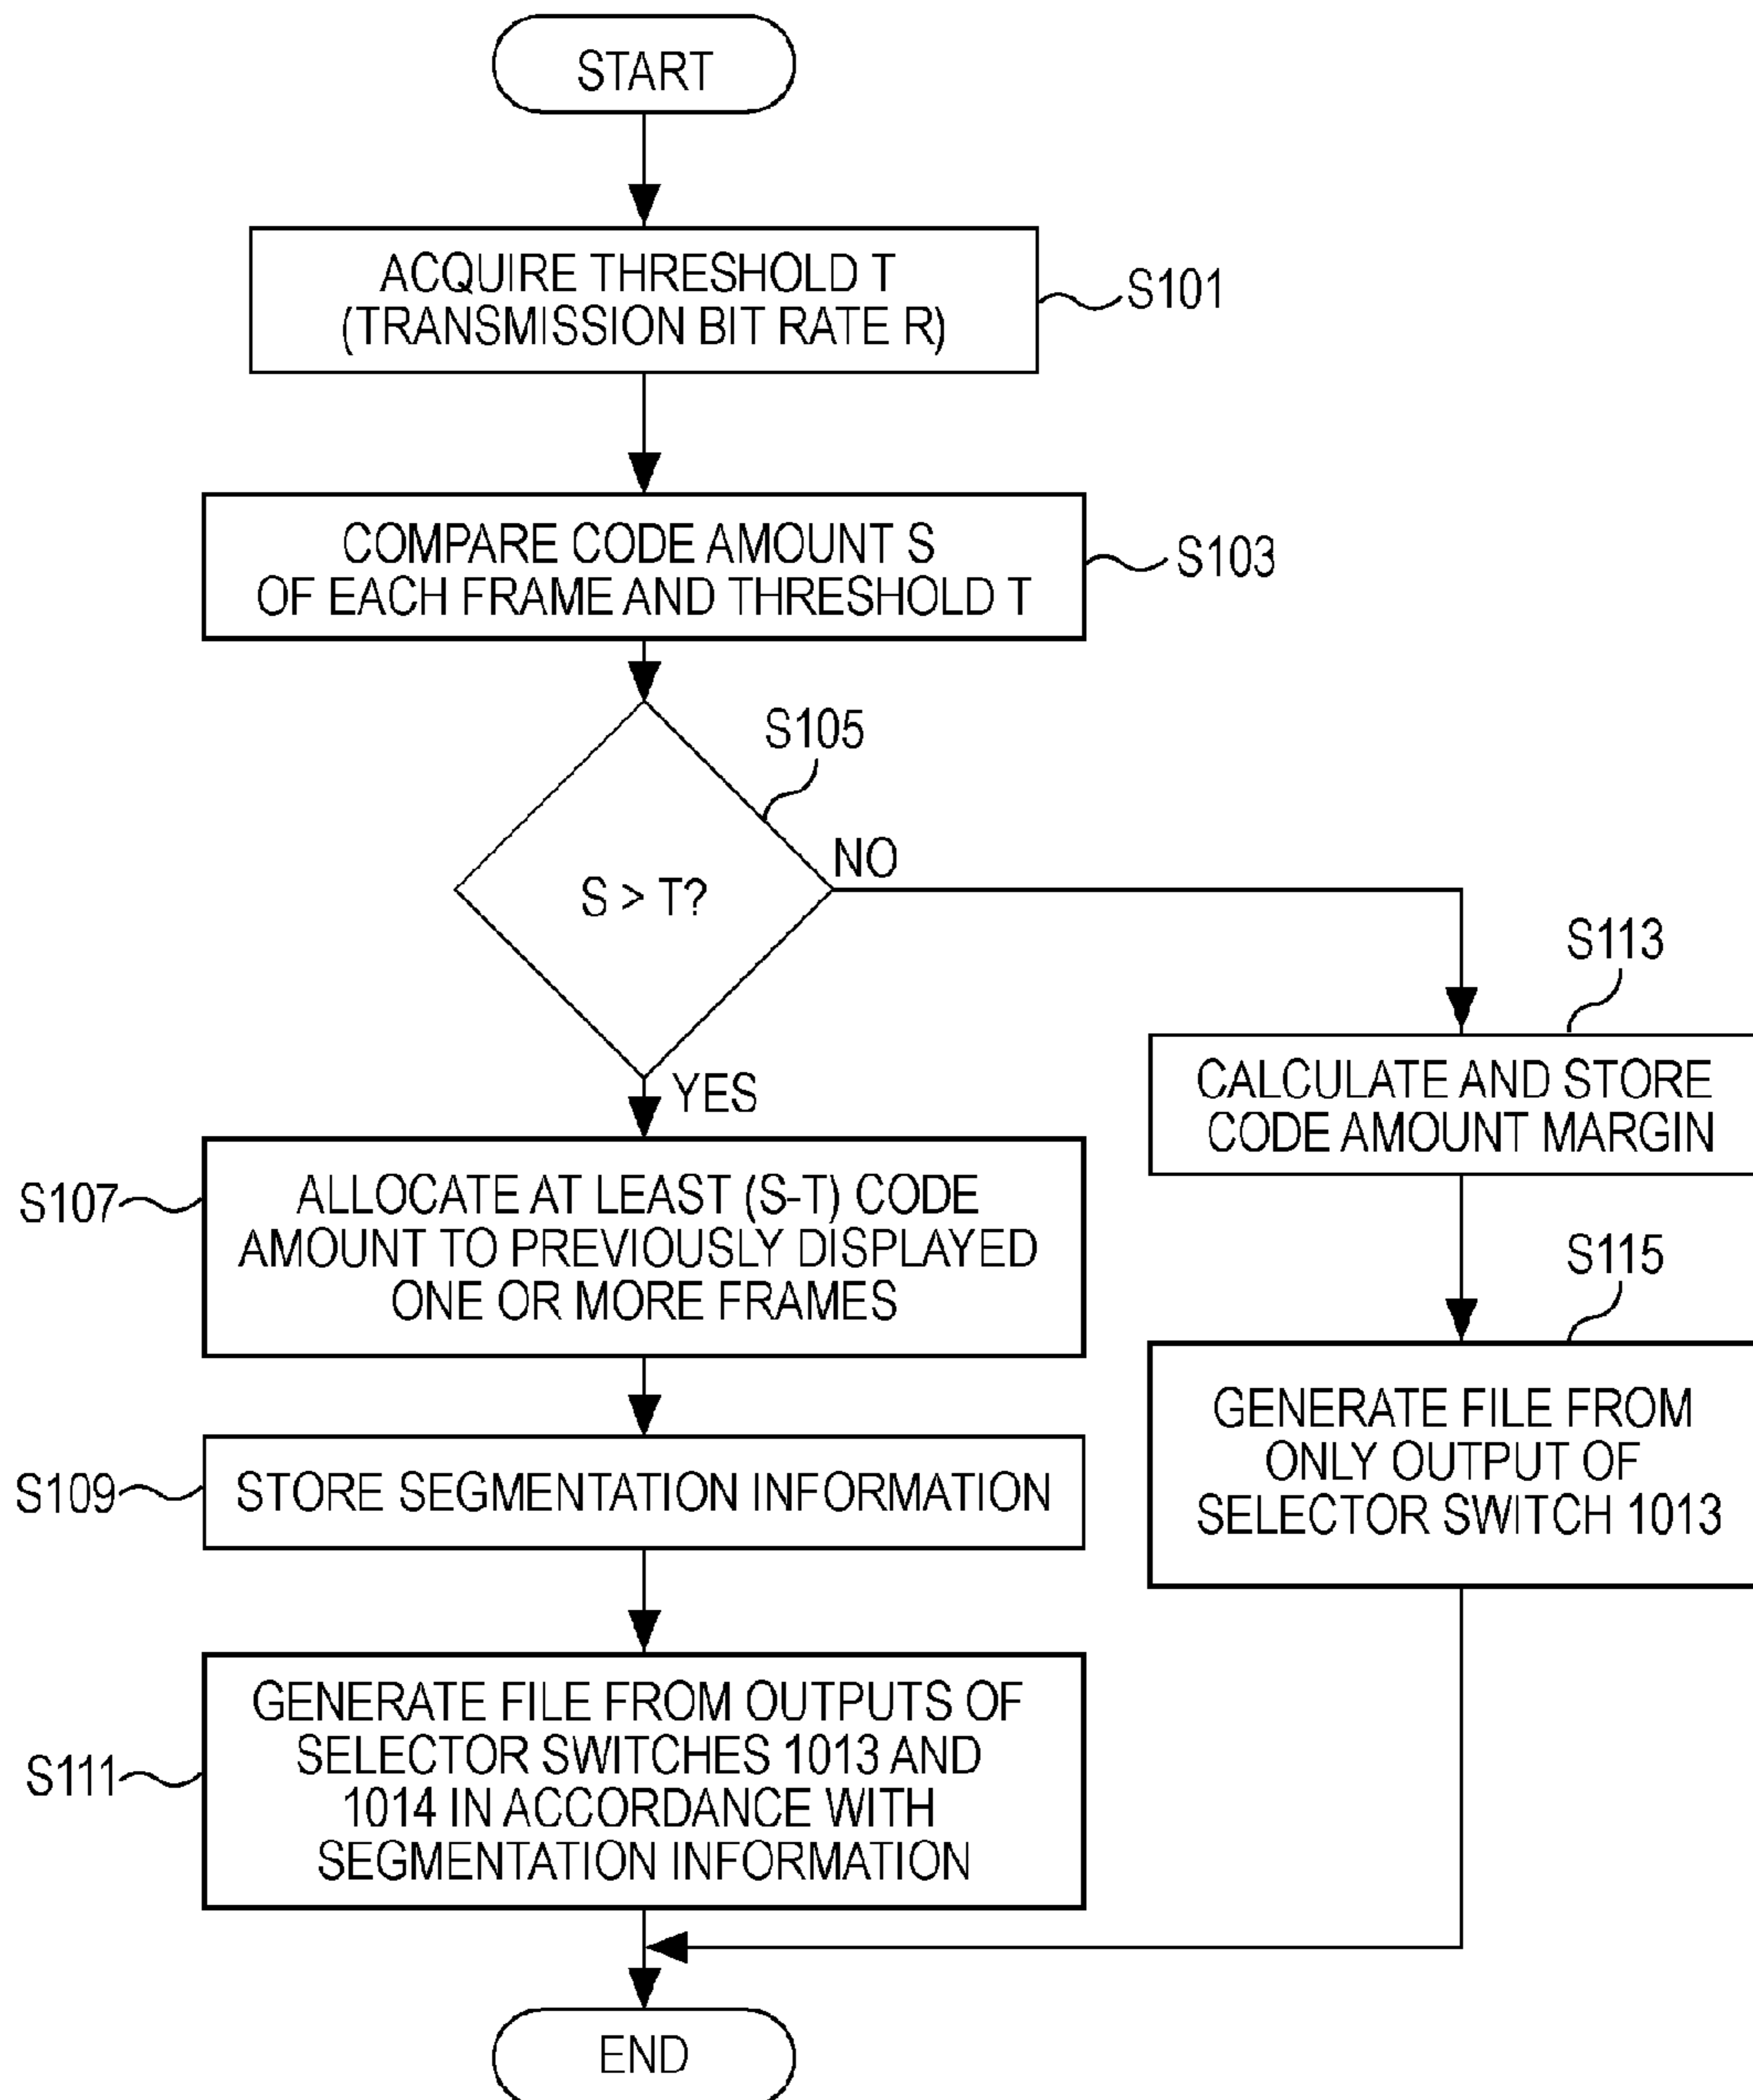 START
ACQUIRE THRESHOLD T
(TRANSMISSION BIT RATE R)
S101
COMPARE CODE AMOUNT S
OF EACH FRAME AND THRESHOLD T
S103
S105
S > T?
NO
YES
S107
ALLOCATE AT LEAST (S-T) CODE
AMOUNT TO PREVIOUSLY DISPLAYED
ONE OR MORE FRAMES
S109
STORE SEGMENTATION INFORMATION
S111
GENERATE FILE FROM OUTPUTS OF
SELECTOR SWITCHES 1013 AND
1014 IN ACCORDANCE WITH
SEGMENTATION INFORMATION
S113
CALCULATE AND STORE
CODE AMOUNT MARGIN
S115
GENERATE FILE FROM
ONLY OUTPUT OF
SELECTOR SWITCH 1013
END